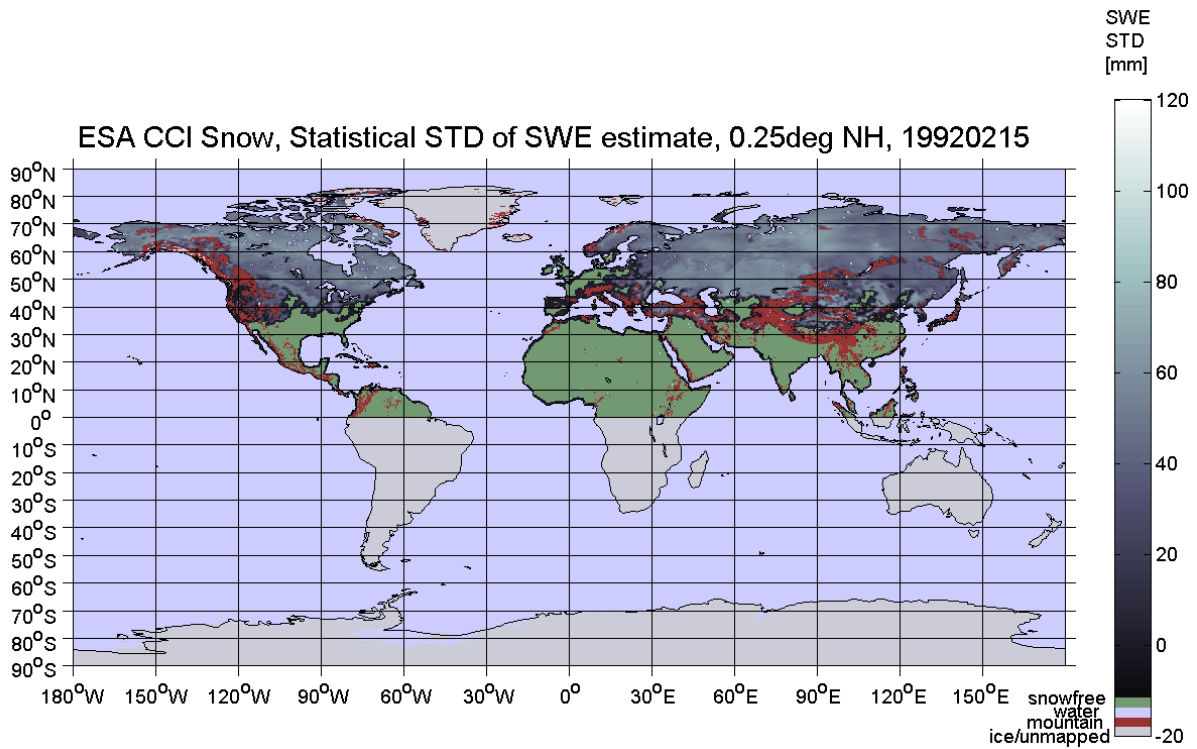 SWE
STD
[mm]
ESA CCI Snow, Statistical STD of SWE estimate, 0.25deg NH, 19920215
120
100
80
60
40
20
0
-20
90°N
80°N
70°N
60°N
50°N
40°N
30°N
20°N
10°N
0°
10°S
20°S
30°S
40°S
50°S
60°S
70°S
80°S
90°S
180°W 150°W 120°W 90°W 60°W 30°W 0° 30°E 60°E 90°E 120°E 150°E
snowfree
water
mountain
ice/unmapped